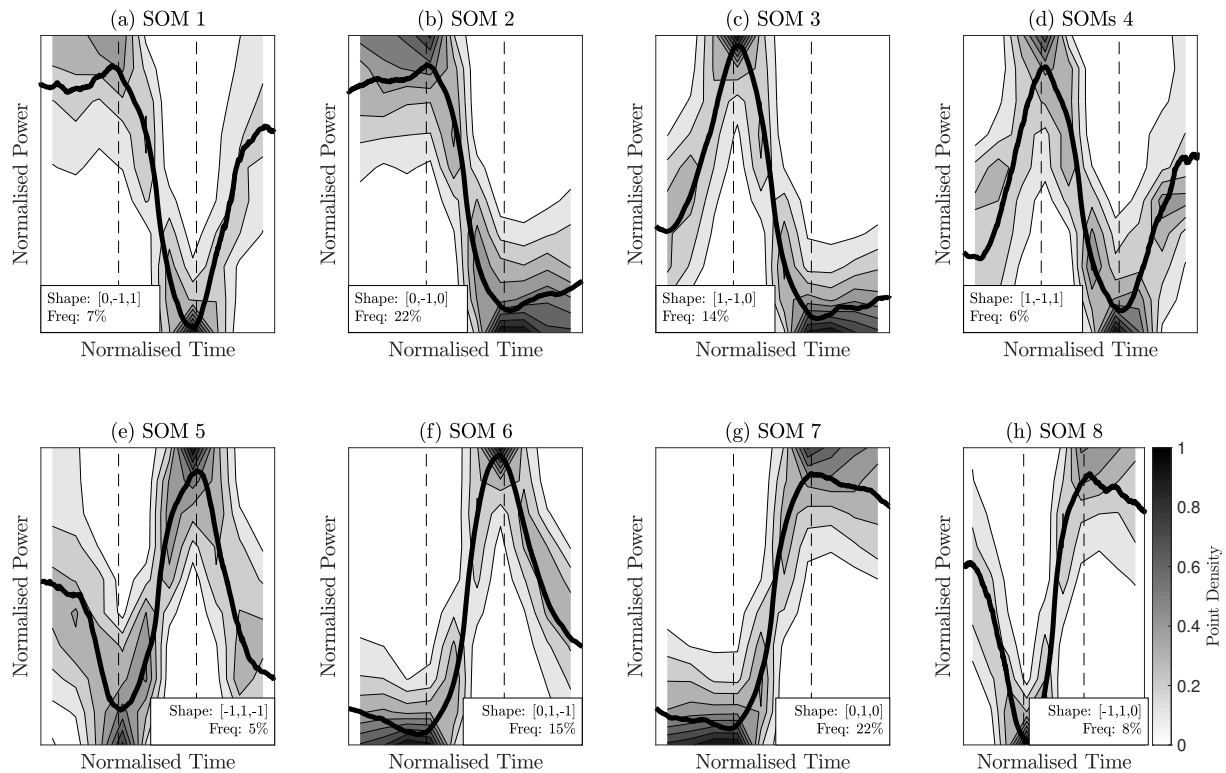 (a) SOM 1
(b) SOM 2
(c) SOM 3
(d) SOMs 4
Normalised Power
Normalised Power
Normalised Power
Normalised Power
Shape: [0,-1,1]
Freq: 7%
Shape: [0,-1,0]
Freq: 22%
Shape: [1,-1,0]
Freq: 14%
Shape: [1,-1,1]
Freq: 6%
Normalised Time
Normalised Time
Normalised Time
Normalised Time
(e) SOM 5
(f) SOM 6
(g) SOM 7
(h) SOM 8
Normalised Power
Normalised Power
Normalised Power
Normalised Power
Shape: [-1,1,-1]
Freq: 5%
Shape: [0,1,-1]
Freq: 15%
Shape: [0,1,0]
Freq: 22%
Shape: [-1,1,0]
Freq: 8%
Normalised Time
Normalised Time
Normalised Time
Normalised Time
1
0.8
0.6
0.4
0.2
0
Point Density